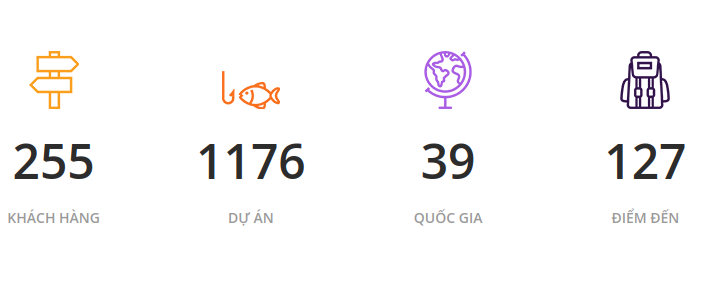 255 1176 39 127
KHÁCH HÀNG DỰ ÁN QUỐC GIA ĐIỂM ĐẾN